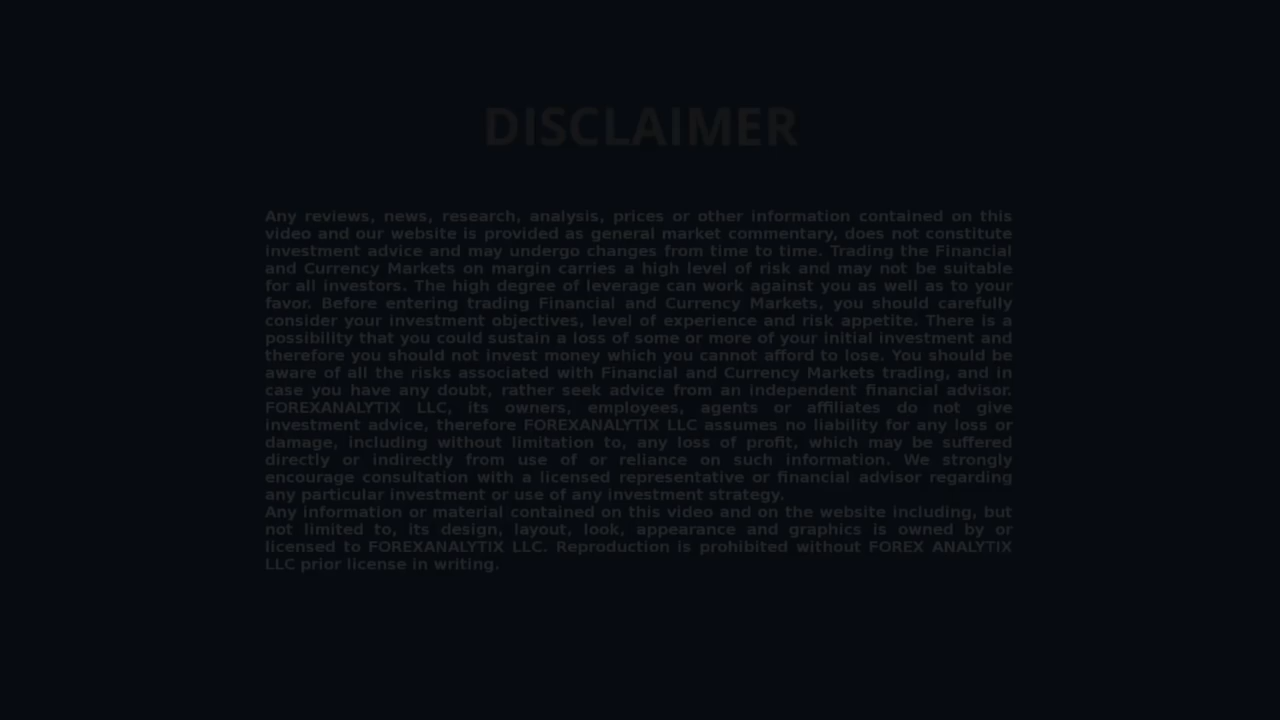 DISCLAIMER
Any reviews, news, research, analysis, prices or other information contained on this
video and our website is provided as general market commentary, does not constitute
investment advice and may undergo changes from time to time. Trading the Financial
and Currency Markets on margin carries a high level of risk and may not be suitable
for all investors. The high degree of leverage can work against you as well as to your
favor. Before entering trading Financial and Currency Markets, you should carefully
consider your investment objectives, level of experience and risk appetite. There is a
possibility that you could sustain a loss of some or more of your initial investment and
therefore you should not invest money which you cannot afford to lose. You should be
aware of all the risks associated with Financial and Currency Markets trading, and in
case you have any doubt, rather seek advice from an independent financial advisor.
FOREXANALYTIX LLC, its owners, employees, agents or affiliates do not give
investment advice, therefore FOREXANALYTIX LLC assumes no liability for any loss or
damage, including without limitation to, any loss of profit, which may be suffered
directly or indirectly from use of or reliance on such information. We strongly
encourage consultation with a licensed representative or financial advisor regarding
any particular investment or use of any investment strategy.
Any information or material contained on this video and on the website including, but
not limited to, its design, layout, look, appearance and graphics is owned by or
licensed to FOREXANALYTIX LLC. Reproduction is prohibited without FOREX ANALYTIX
LLC prior license in writing.